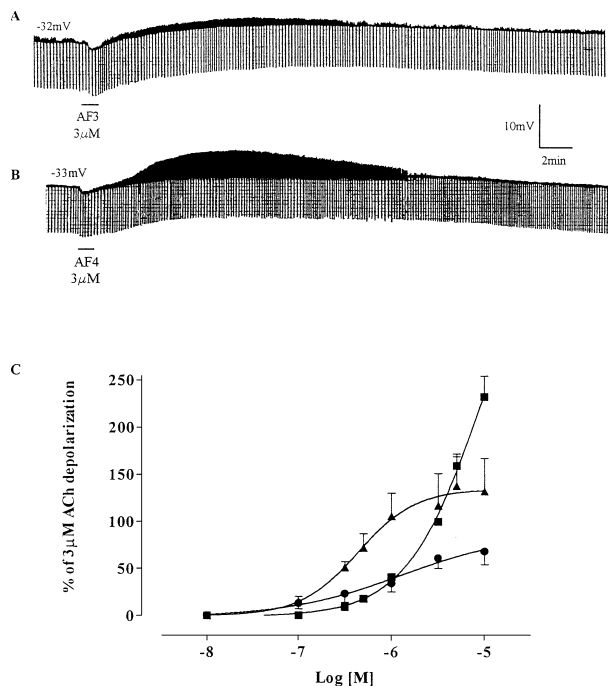 A
-32mV
AF3
3μM
10mV
2min
B
-33mV
AF4
3μM
C
% of 3μM ACh depolarization
250
200
150
100
50
0
-8
-7
-6
-5
Log [M]